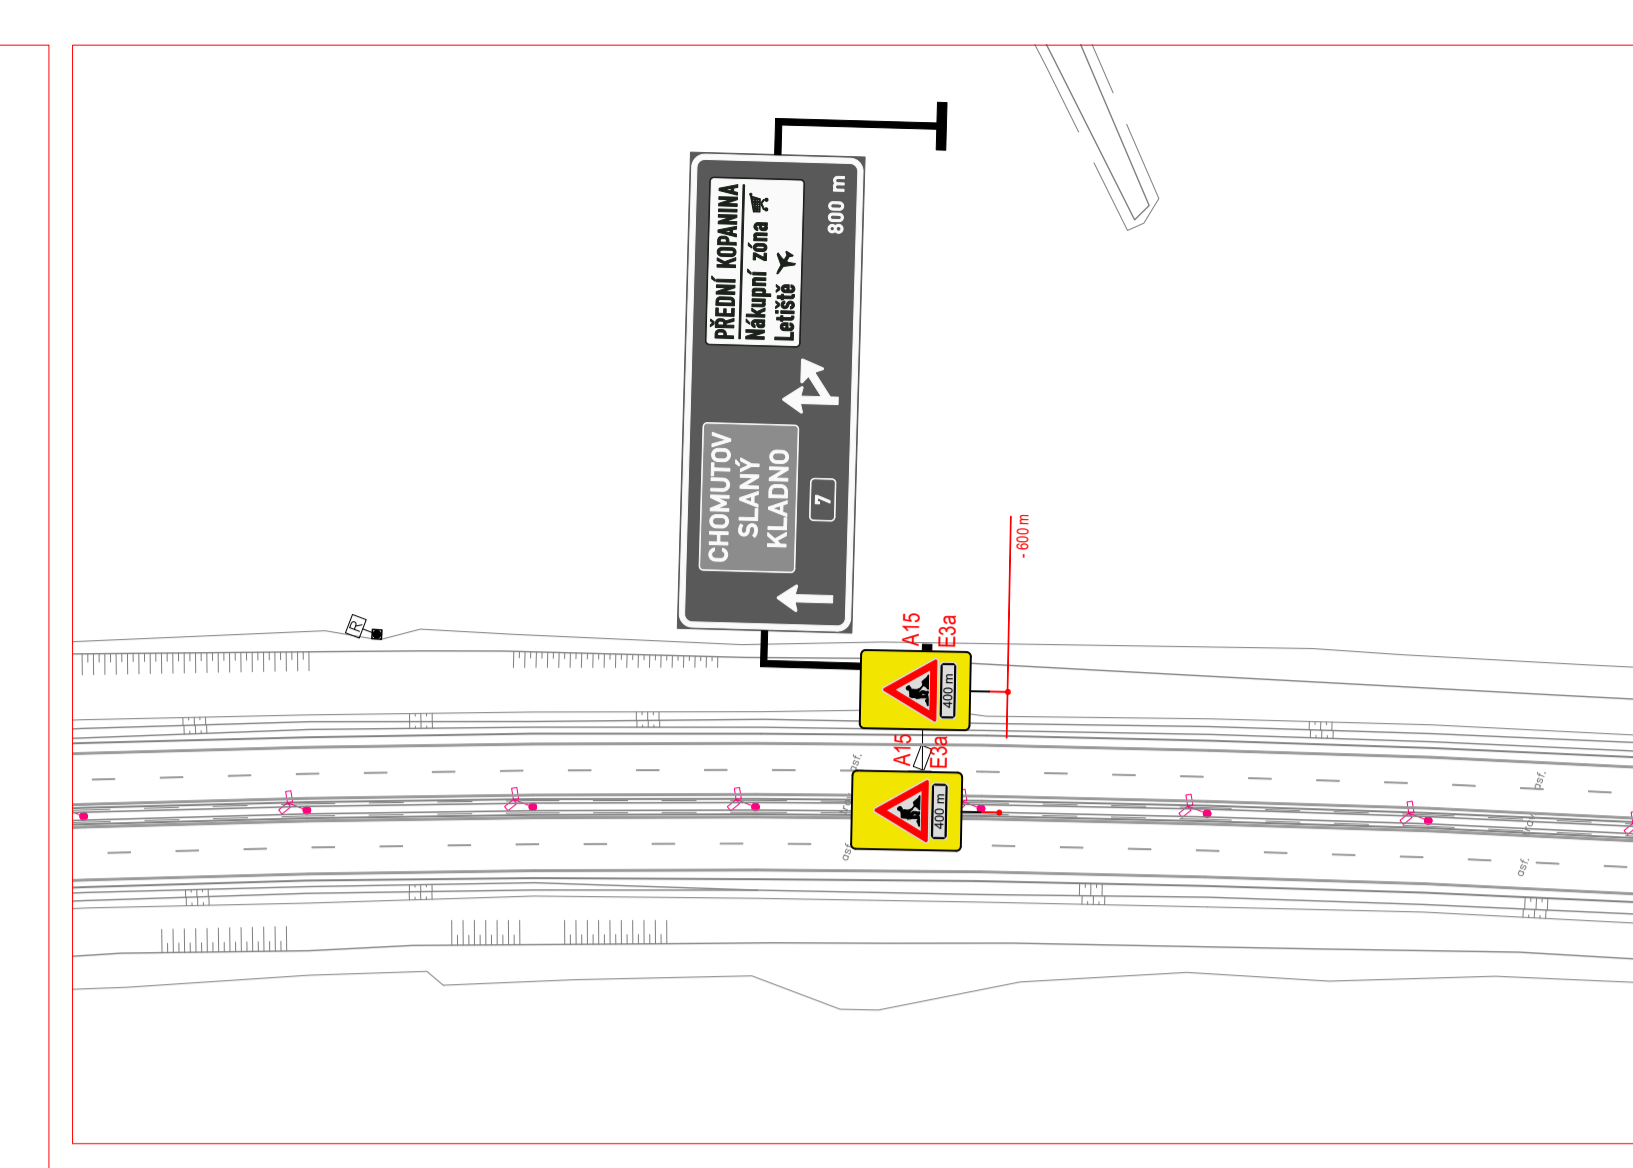 PŘEDNÍ KOPANINA
Nákupní zóna
Letiště
800 m
CHOMUTOV
SLANÝ
KLADNO
7
R
- 600 m
A15
E3a
400 m
A15
E3a
400 m
asf.
asf.
asf.
asf.